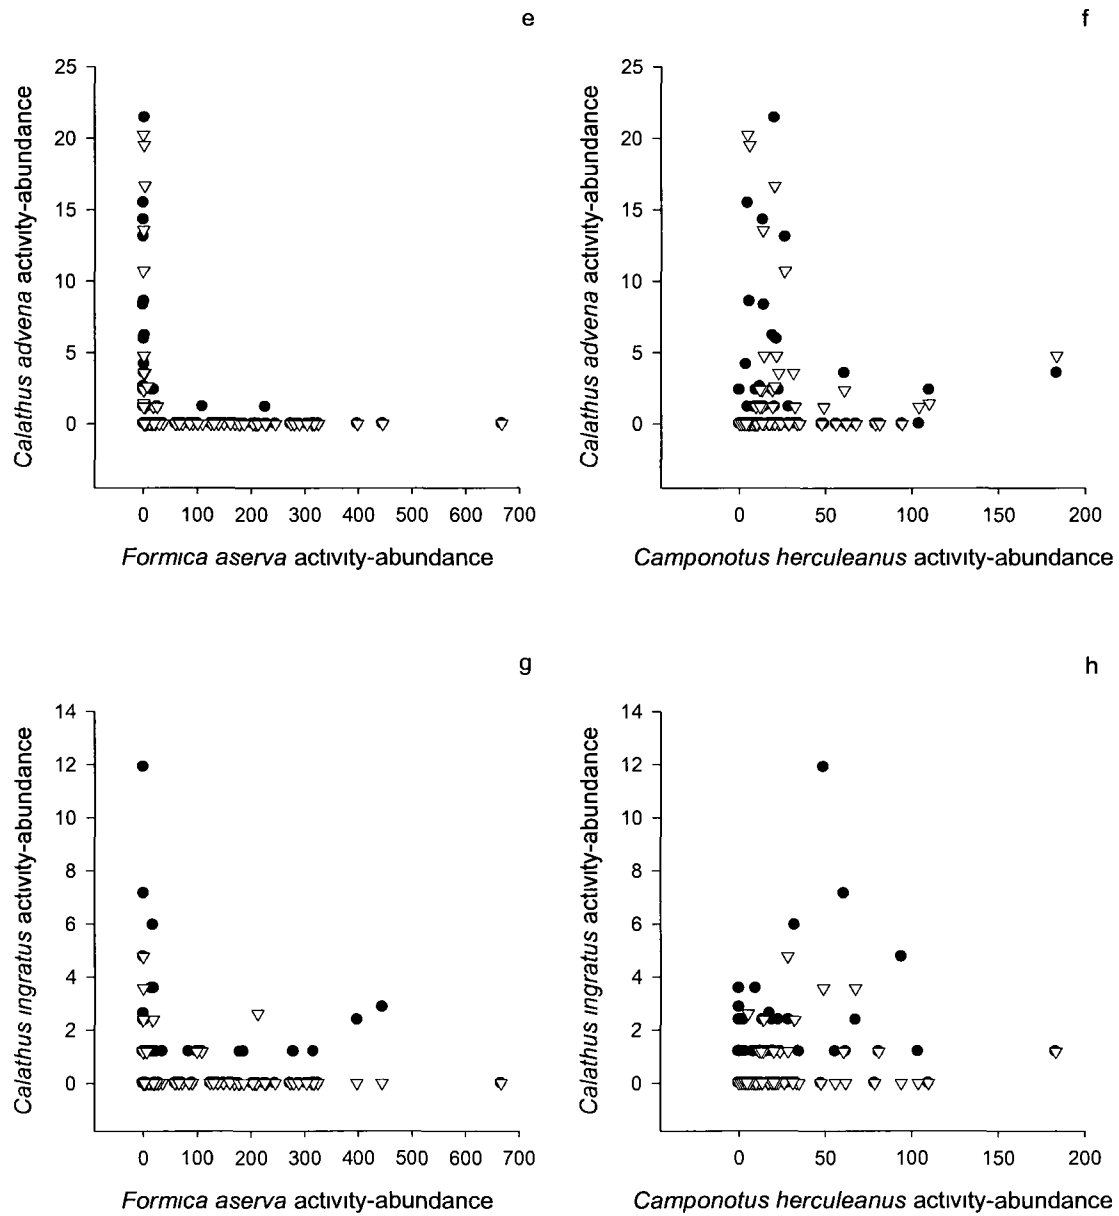 e
25
20
15
10
5
0
Calathus advena activity-abundance
0 100 200 300 400 500 600 700
Formica aserva activity-abundance
f
25
20
15
10
5
0
Calathus advena activity-abundance
0 50 100 150 200
Camponotus herculeanus activity-abundance
g
14
12
10
8
6
4
2
0
Calathus ingratus activity-abundance
0 100 200 300 400 500 600 700
Formica aserva activity-abundance
h
14
12
10
8
6
4
2
0
Calathus ingratus activity-abundance
0 50 100 150 200
Camponotus herculeanus activity-abundance